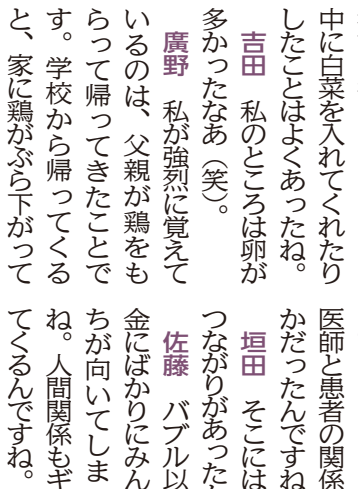 中に白菜を入れてくれたり
したことはよくあったね。
吉田　私のところは卵が
多かったなあ（笑）。
廣野　私が強烈に覚えて
いるのは、父親が鶏をも
らって帰ってきたことで
す。学校から帰ってくる
と、家に鶏がぶら下がって
医師と患者の関係
かだったんですね
垣田　そこには
つながりがあった
佐藤　バブル以
金にばかりにみん
ちが向いてしま
ね。人間関係もギ
てくるんですね。